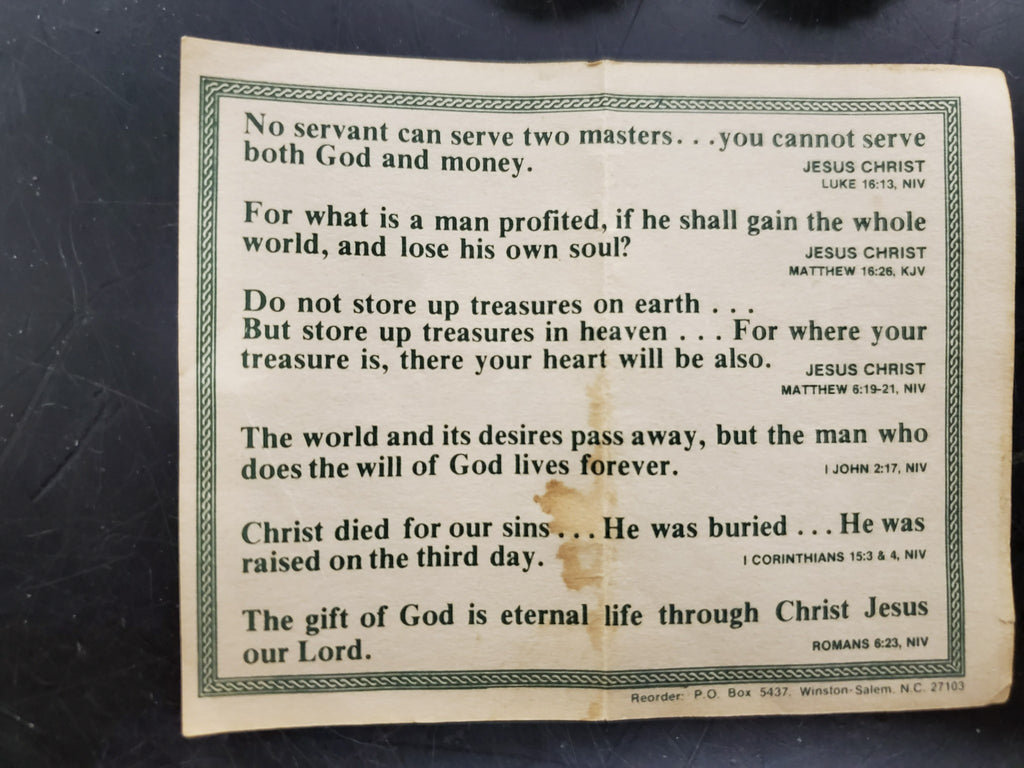 No servant can serve two masters. . .you cannot serve
both God and money.
JESUS CHRIST
LUKE 16:13, NIV
For what is a man profited, if he shall gain the whole
world, and lose his own soul?
JESUS CHRIST
MATTHEW 16:26, KJV
Do not store up treasures on earth . . .
But store up treasures in heaven . . . For where your
treasure is, there your heart will be also.
JESUS CHRIST
MATTHEW 6:19-21, NIV
The world and its desires pass away, but the man who
does the will of God lives forever.
I JOHN 2:17, NIV
Christ died for our sins . . . He was buried . . . He was
raised on the third day.
I CORINTHIANS 15:3 & 4, NIV
The gift of God is eternal life through Christ Jesus
our Lord.
ROMANS 6:23, NIV
Reorder: P.O. Box 5437, Winston-Salem, N.C. 27103